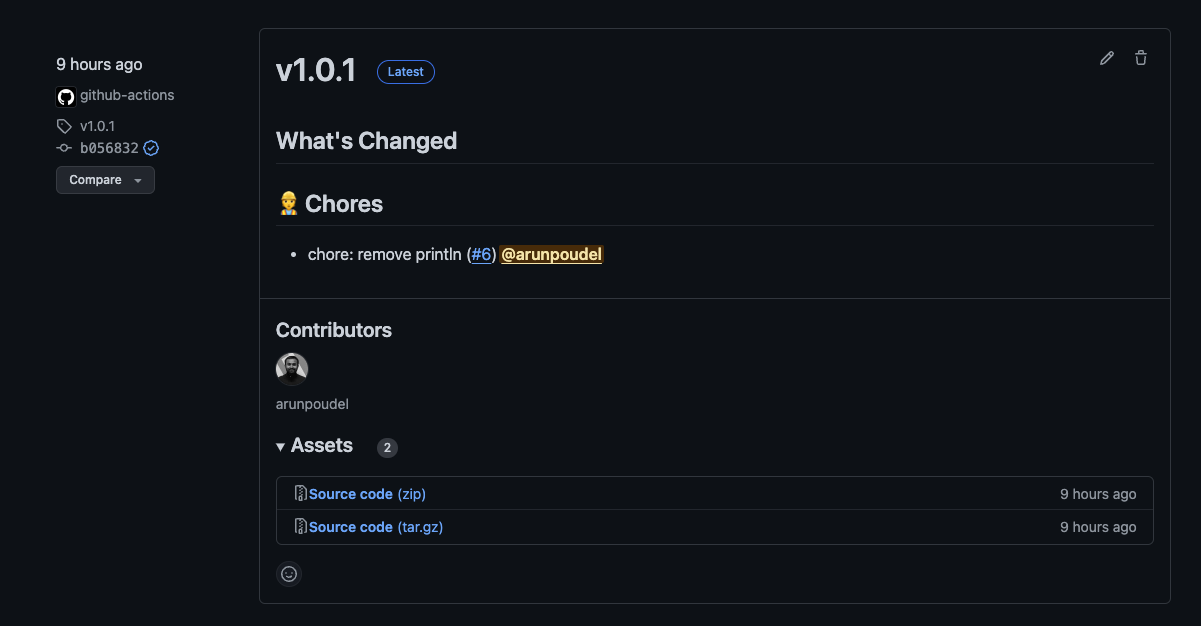 9 hours ago
github-actions
v1.0.1
b056832
Compare
v1.0.1 Latest
What's Changed
👷 Chores
• chore: remove println (#6) @arunpoudel
Contributors
arunpoudel
Assets 2
Source code (zip) 9 hours ago
Source code (tar.gz) 9 hours ago